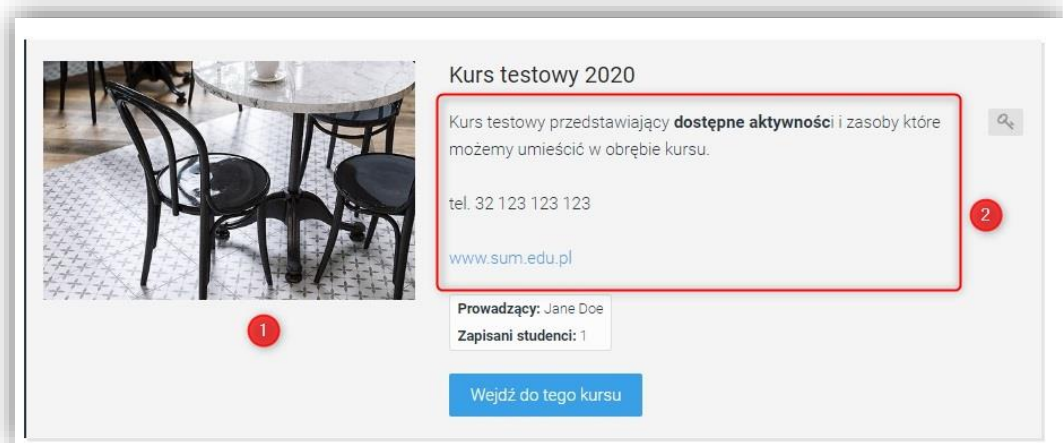 Kurs testowy 2020
Kurs testowy przedstawiający dostępne aktywności i zasoby które
możemy umieścić w obrębie kursu.
tel. 32 123 123 123
2
www.sum.edu.pl
Prowadzący: Jane Doe
1
Zapisani studenci: 1
Wejdź do tego kursu